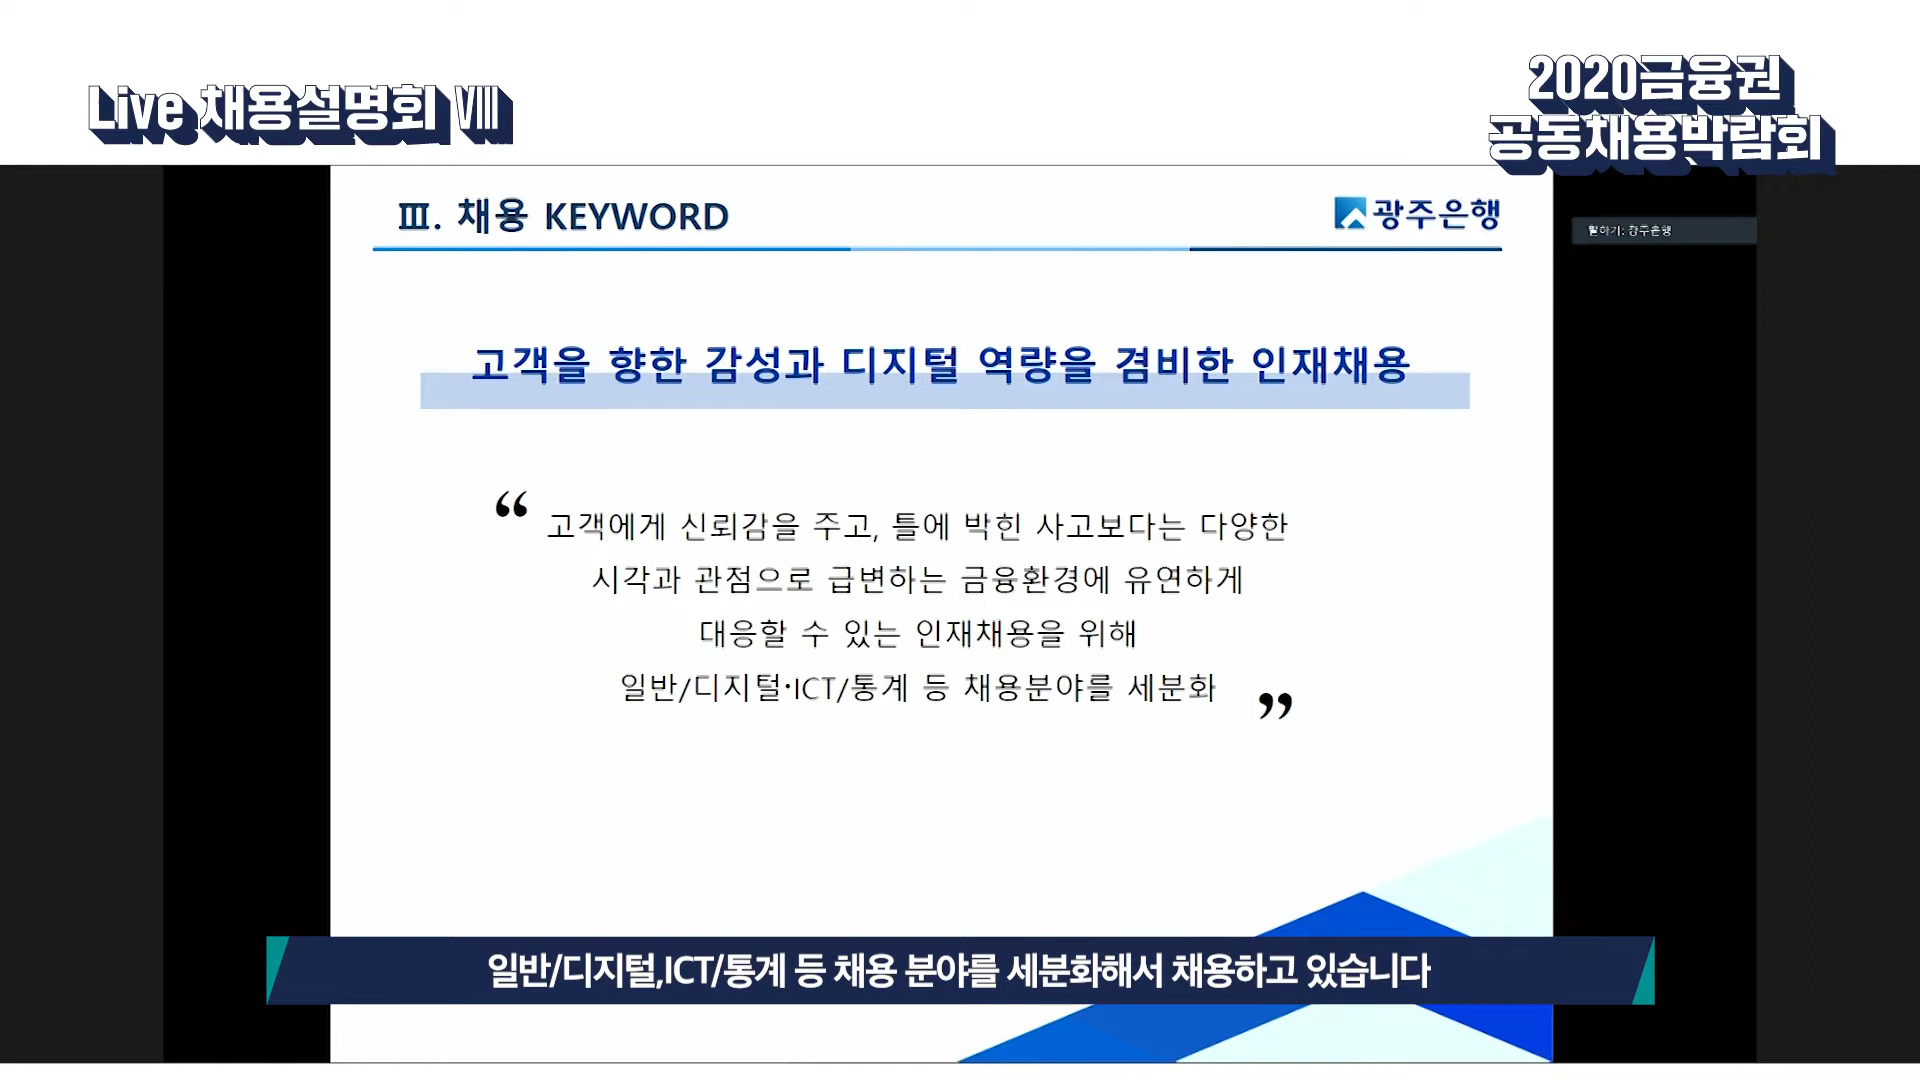 Live 채용설명회 Ⅷ
2020금융권
공동채용박람회
Ⅲ. 채용 KEYWORD
광주은행
말하기: 광주은행
고객을 향한 감성과 디지털 역량을 겸비한 인재채용
“ 고객에게 신뢰감을 주고, 틀에 박힌 사고보다는 다양한
시각과 관점으로 급변하는 금융환경에 유연하게
대응할 수 있는 인재채용을 위해
일반/디지털·ICT/통계 등 채용분야를 세분화 ”
일반/디지털,ICT/통계 등 채용 분야를 세분화해서 채용하고 있습니다